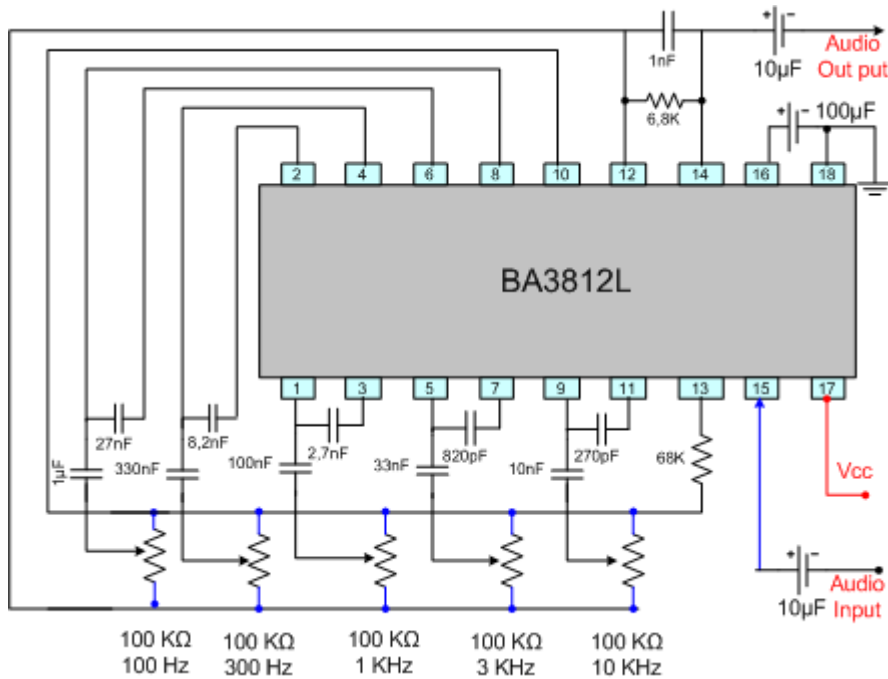 1nF
10µF
Audio
Out put
6,8K
100µF
2
4
6
8
10
12
14
16
18
BA3812L
1
3
5
7
9
11
13
15
17
27nF
8,2nF
2,7nF
820pF
270pF
1µF
330nF
100nF
33nF
10nF
68K
Vcc
10µF
Audio
Input
100 KΩ
100 Hz
100 KΩ
300 Hz
100 KΩ
1 KHz
100 KΩ
3 KHz
100 KΩ
10 KHz